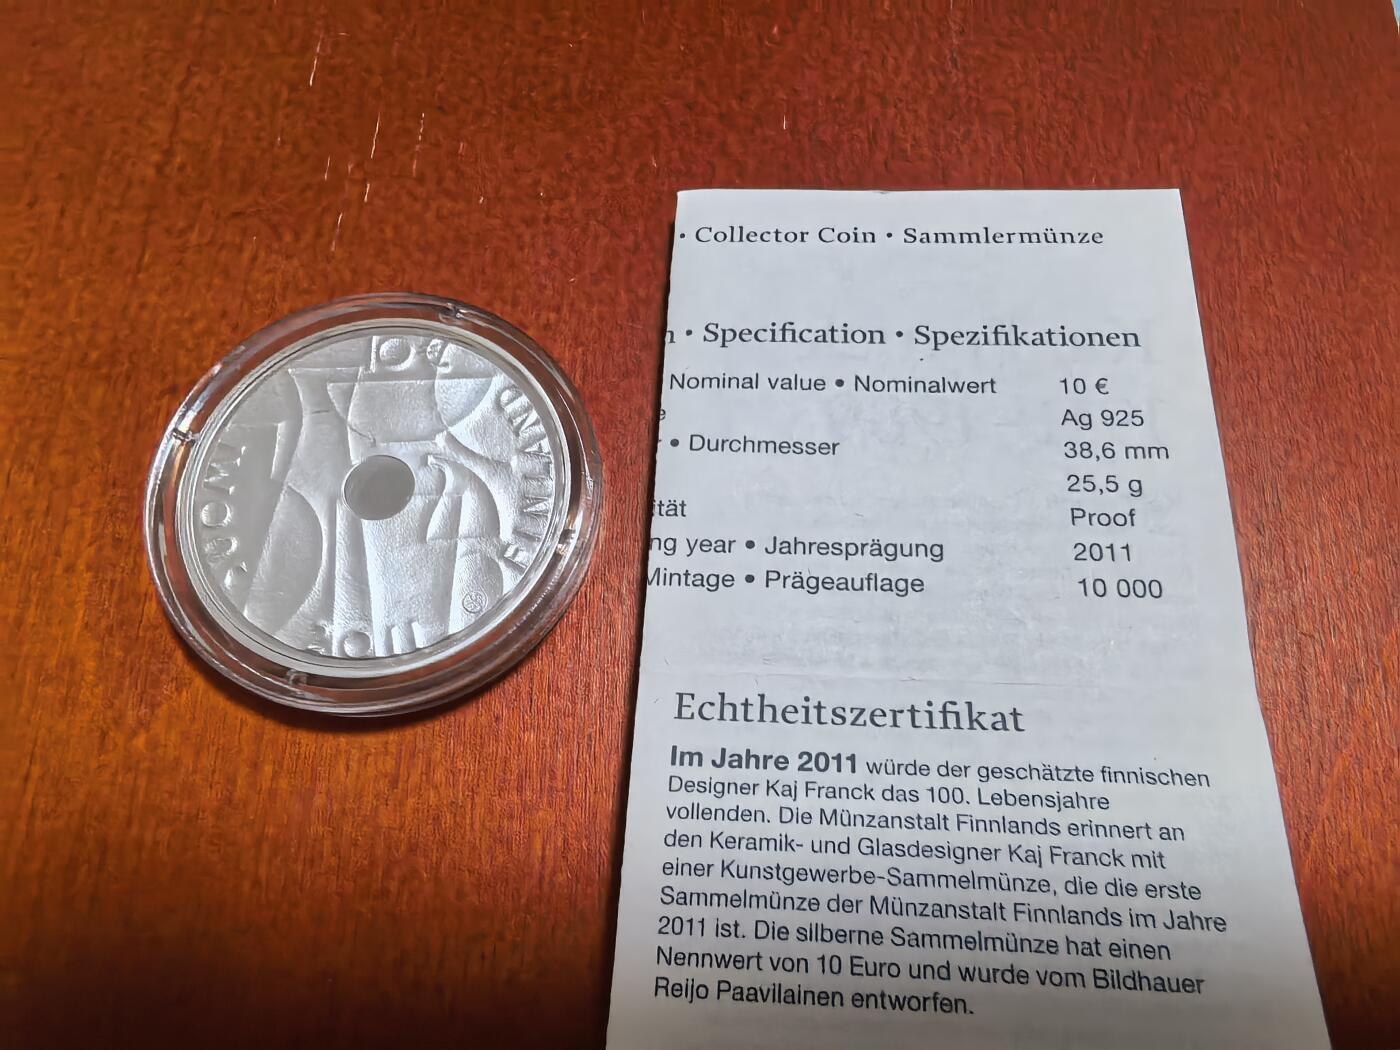 SUOMI
FINLAND
10 €
2011
• Collector Coin • Sammlermünze
• Specification • Spezifikationen
Nominal value • Nominalwert 10 €
Ag 925
• Durchmesser 38,6 mm
25,5 g
ität Proof
ng year • Jahresprägung 2011
Mintage • Prägeauflage 10 000
Echtheitszertifikat
Im Jahre 2011 würde der geschätzte finnischen
Designer Kaj Franck das 100. Lebensjahre
vollenden. Die Münzanstalt Finnlands erinnert an
den Keramik- und Glasdesigner Kaj Franck mit
einer Kunstgewerbe-Sammelmünze, die die erste
Sammelmünze der Münzanstalt Finnlands im Jahre
2011 ist. Die silberne Sammelmünze hat einen
Nennwert von 10 Euro und wurde vom Bildhauer
Reijo Paavilainen entworfen.